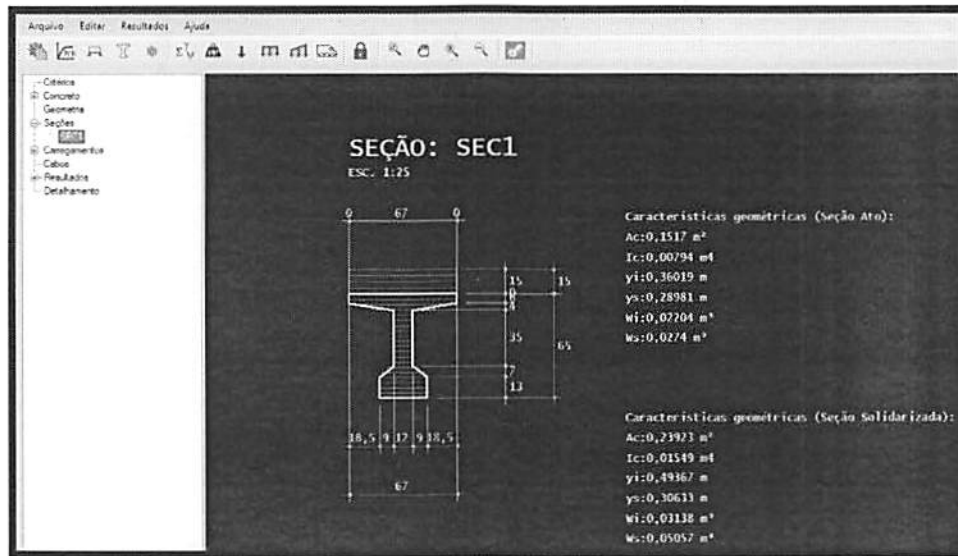 Arquivo Editar Resultados Ajuda
Critérios
Concreto
Geometria
Seções
SEC1
Carregamentos
Cabos
Resultados
Detalhamento
SEÇÃO: SEC1
ESC. 1:25
0 67 0
15 15
35
65
7
13
18,5 9 12 9 18,5
67
Características geométricas (Seção Ato):
Ac:0,1517 m²
Ic:0,00794 m4
yi:0,36019 m
ys:0,28981 m
Wi:0,02204 m³
Ws:0,0274 m³
Características geométricas (Seção Solidarizada):
Ac:0,23923 m²
Ic:0,01549 m4
yi:0,49367 m
ys:0,30633 m
Wi:0,03138 m³
Ws:0,05057 m³